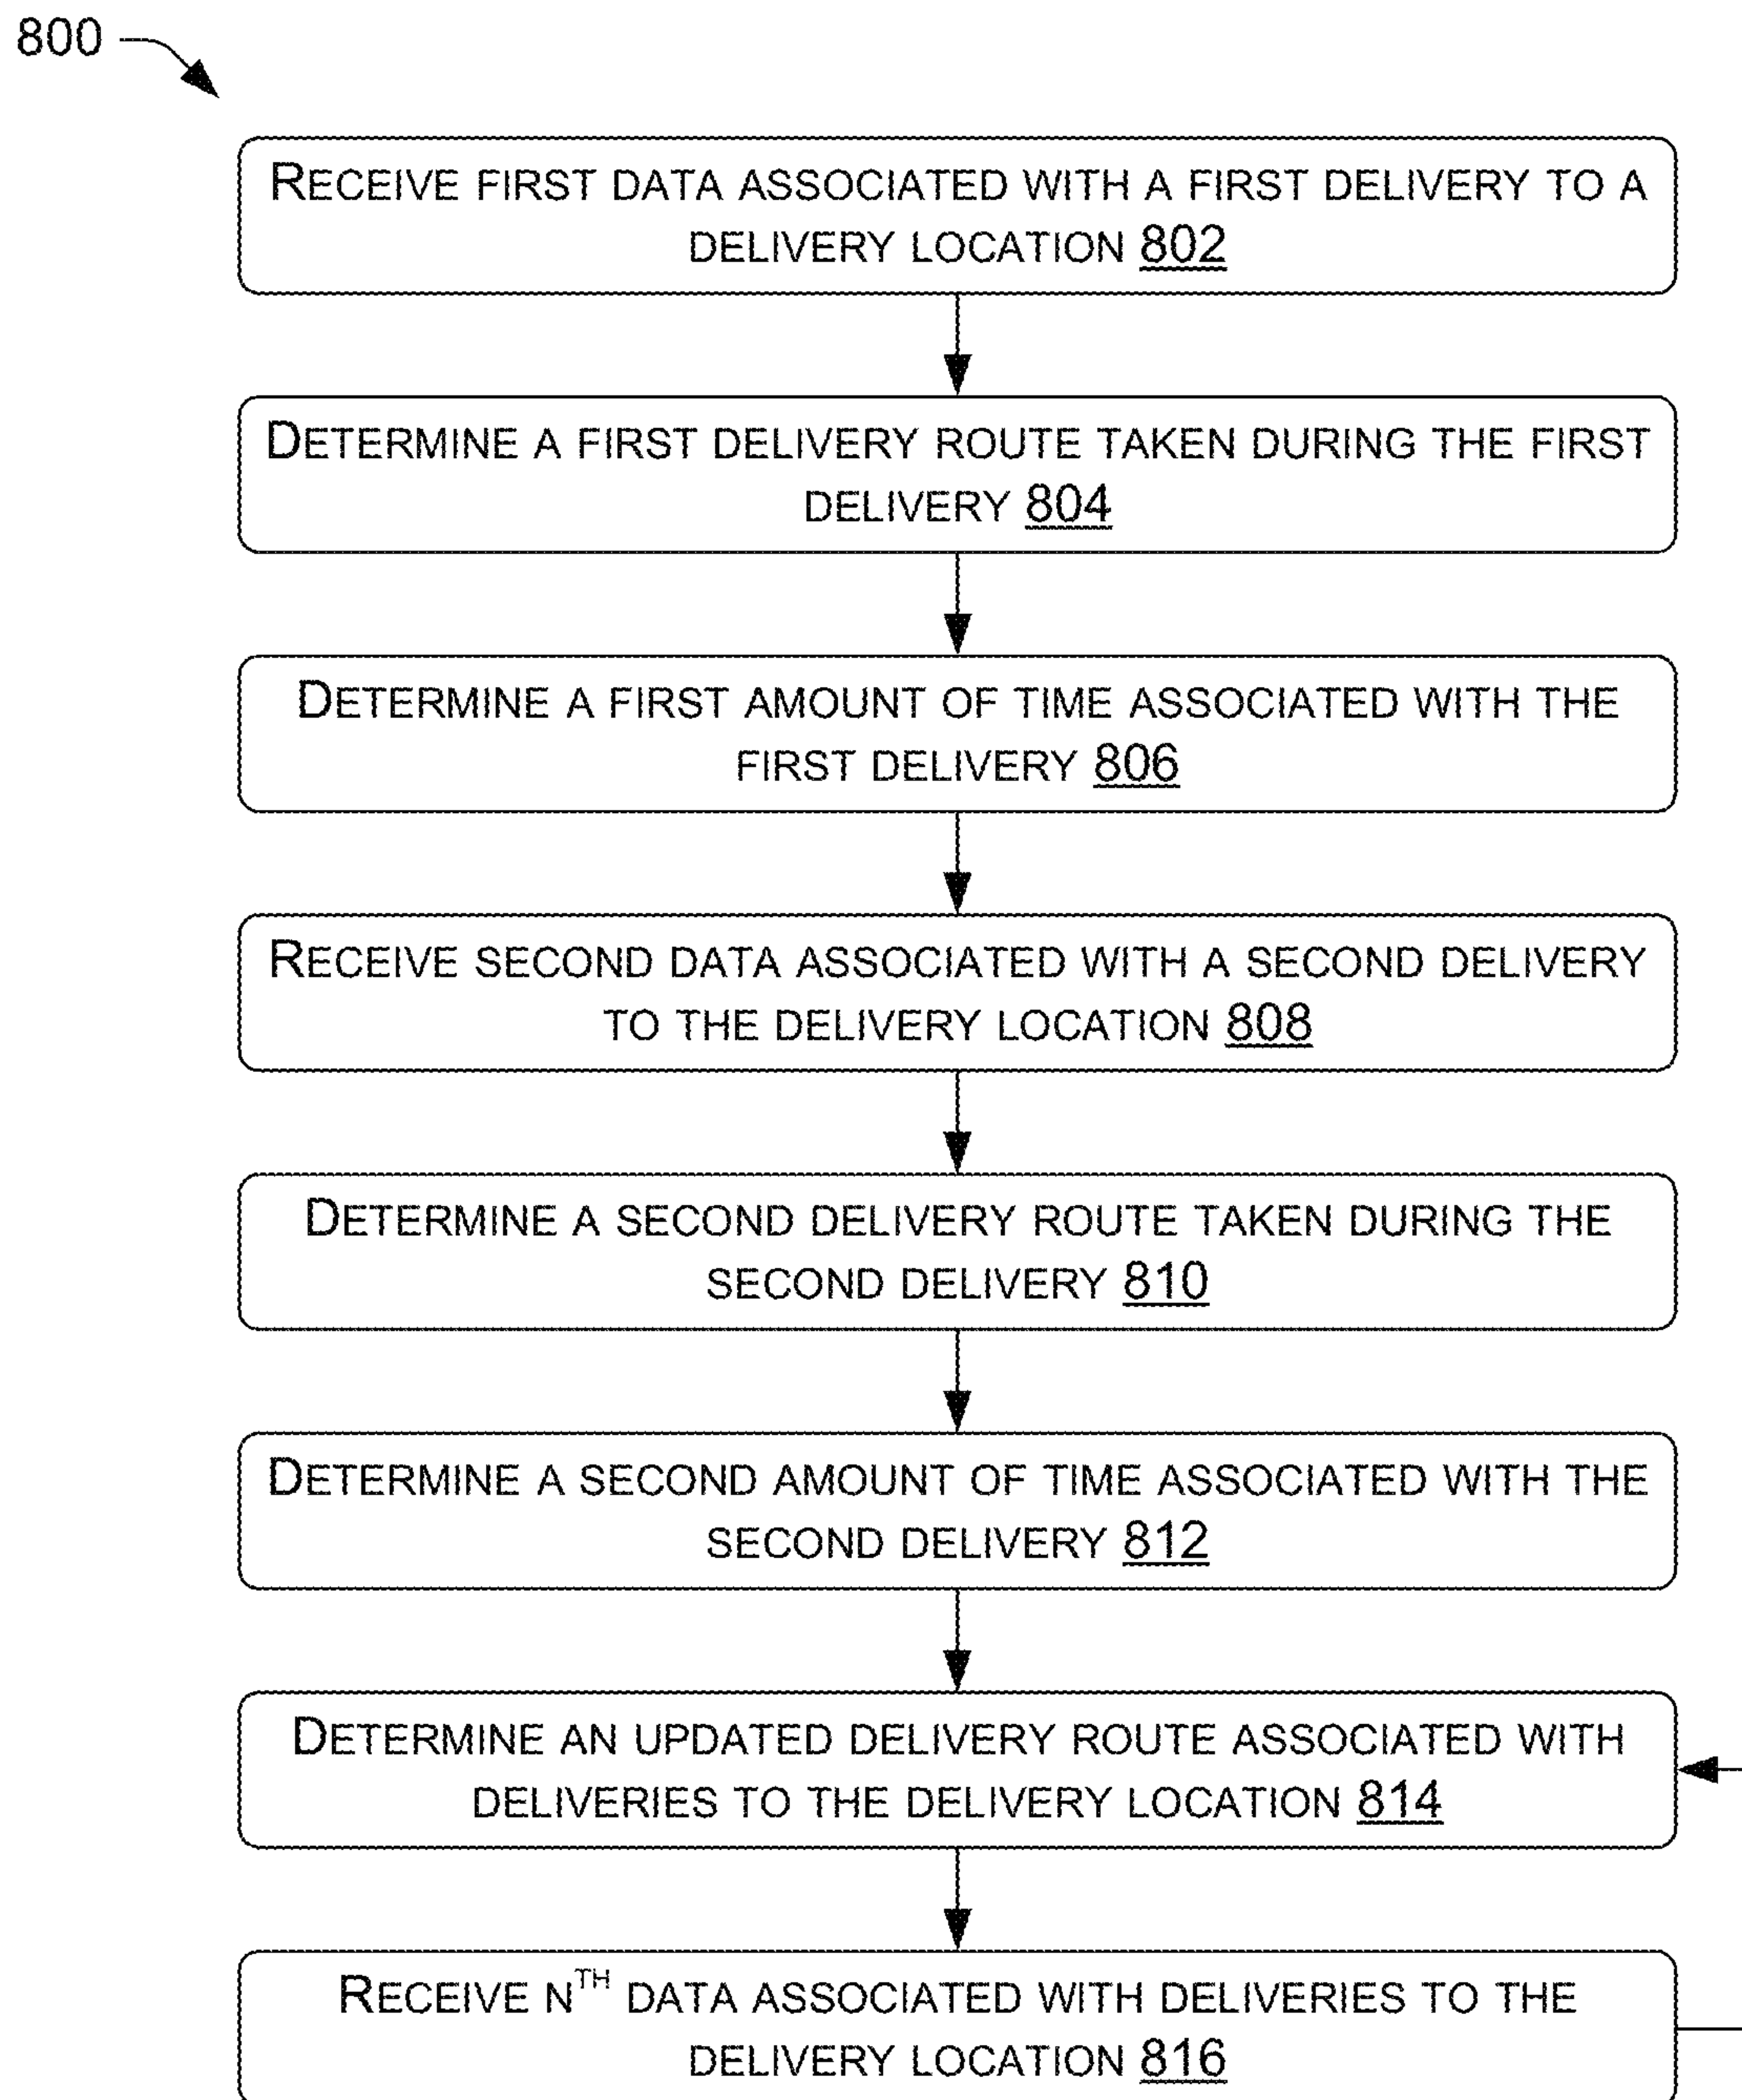 800
RECEIVE FIRST DATA ASSOCIATED WITH A FIRST DELIVERY TO A
DELIVERY LOCATION 802
DETERMINE A FIRST DELIVERY ROUTE TAKEN DURING THE FIRST
DELIVERY 804
DETERMINE A FIRST AMOUNT OF TIME ASSOCIATED WITH THE
FIRST DELIVERY 806
RECEIVE SECOND DATA ASSOCIATED WITH A SECOND DELIVERY
TO THE DELIVERY LOCATION 808
DETERMINE A SECOND DELIVERY ROUTE TAKEN DURING THE
SECOND DELIVERY 810
DETERMINE A SECOND AMOUNT OF TIME ASSOCIATED WITH THE
SECOND DELIVERY 812
DETERMINE AN UPDATED DELIVERY ROUTE ASSOCIATED WITH
DELIVERIES TO THE DELIVERY LOCATION 814
RECEIVE N^TH DATA ASSOCIATED WITH DELIVERIES TO THE
DELIVERY LOCATION 816